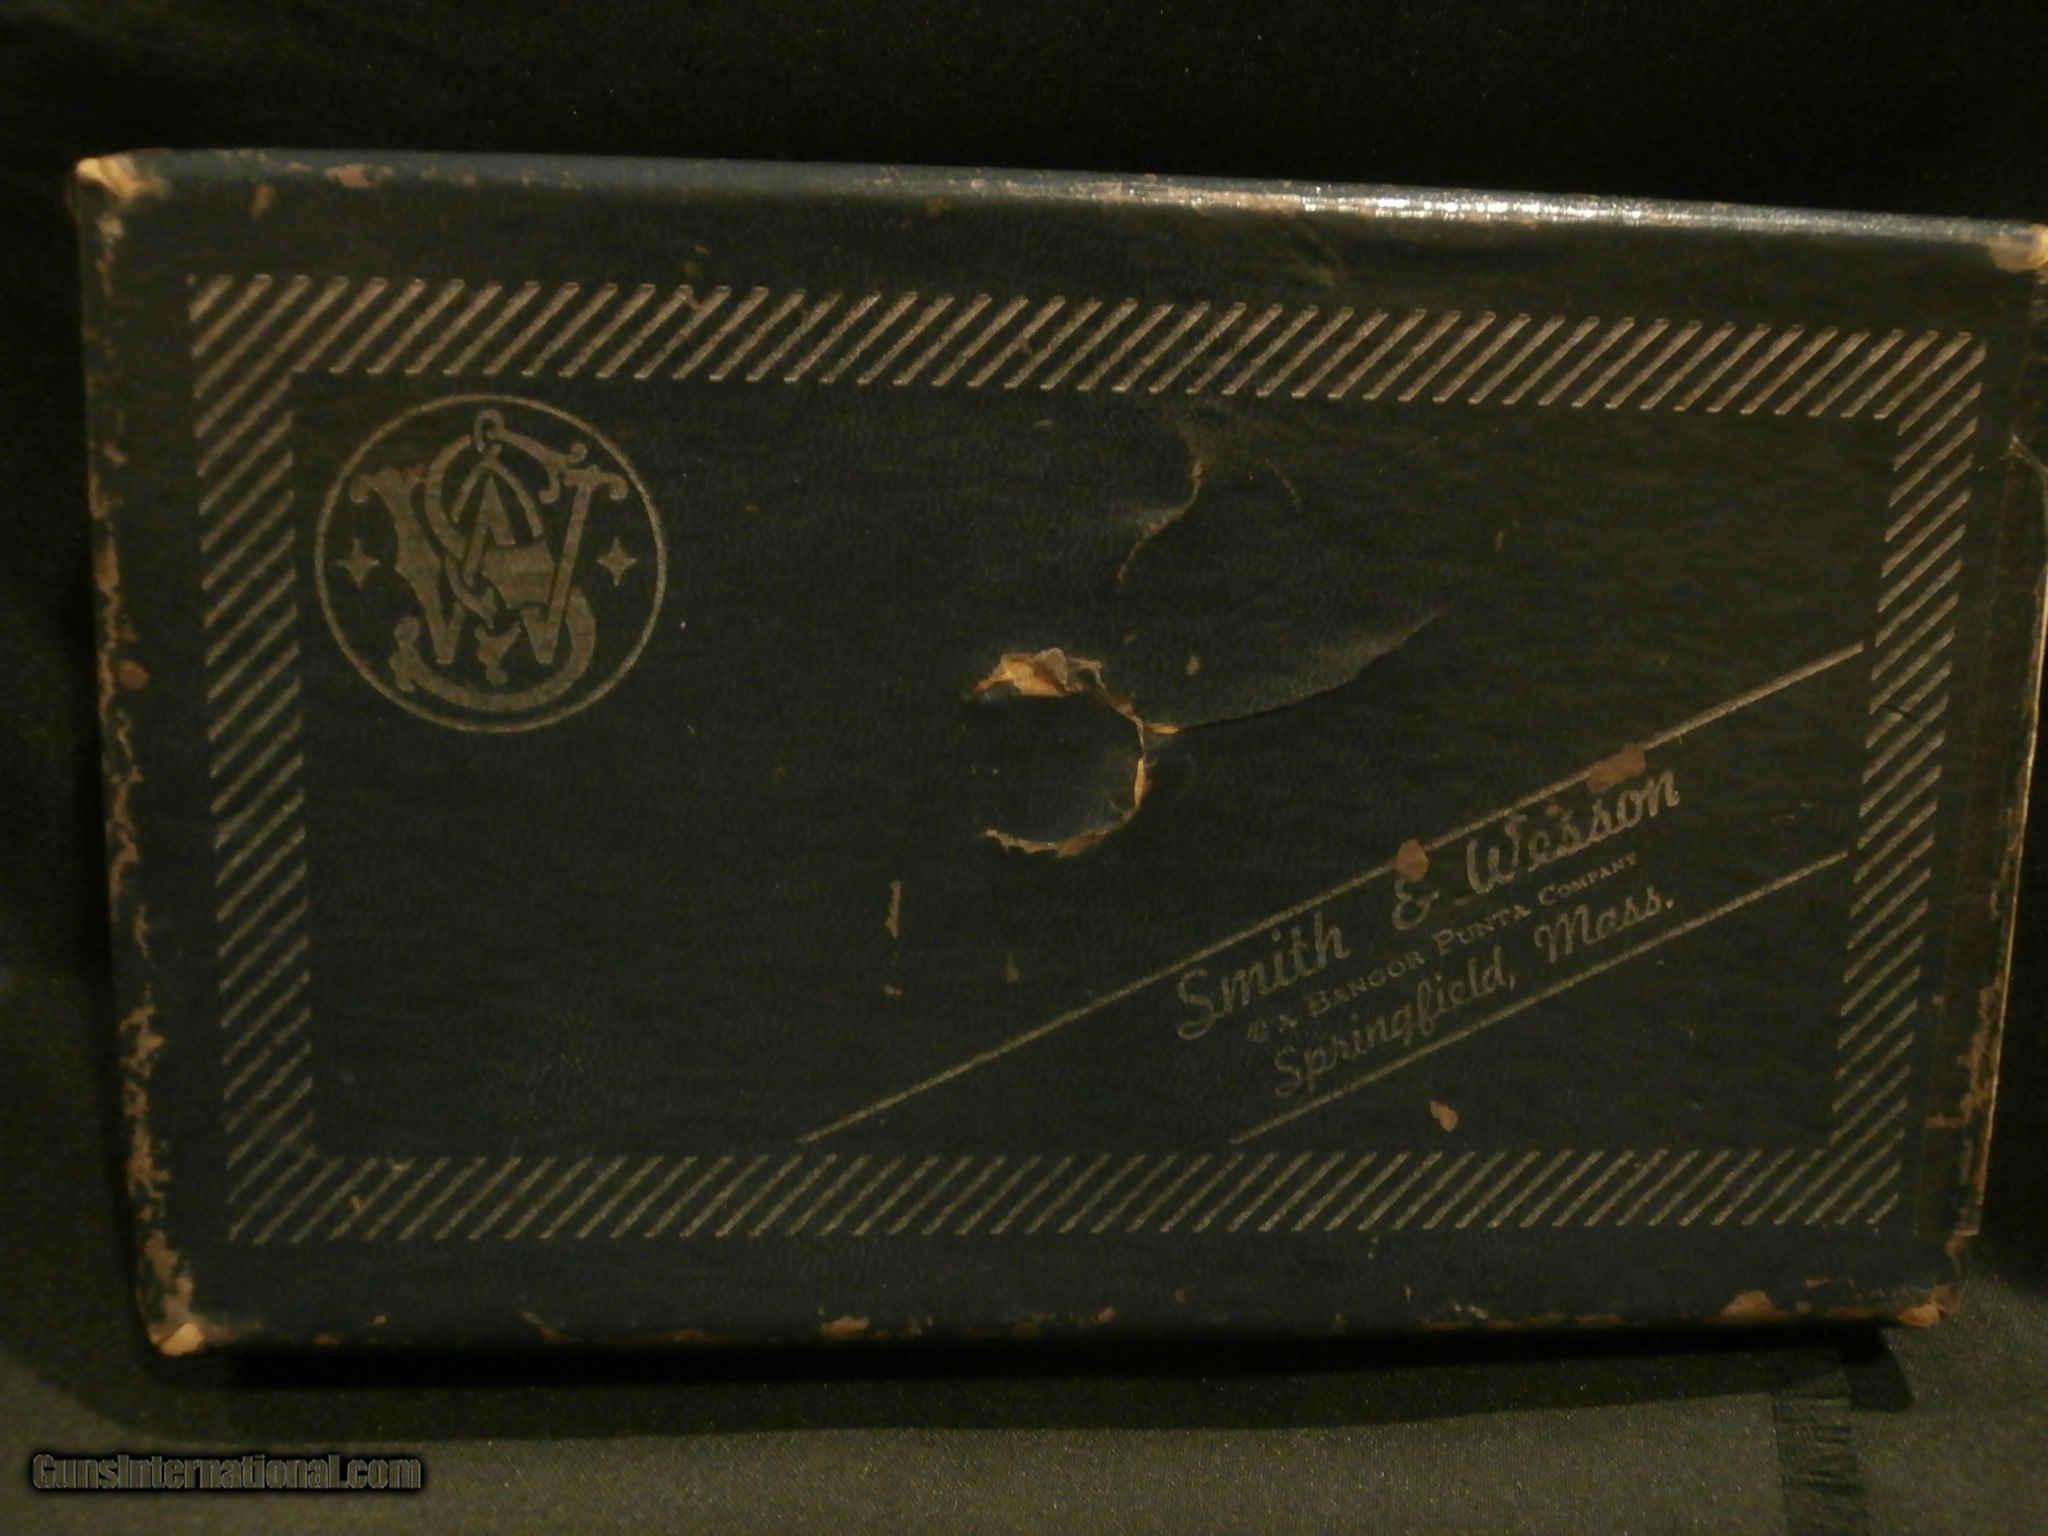 S&W
Smith & Wesson
A Bangor Punta Company
Springfield, Mass.
GunsInternational.com